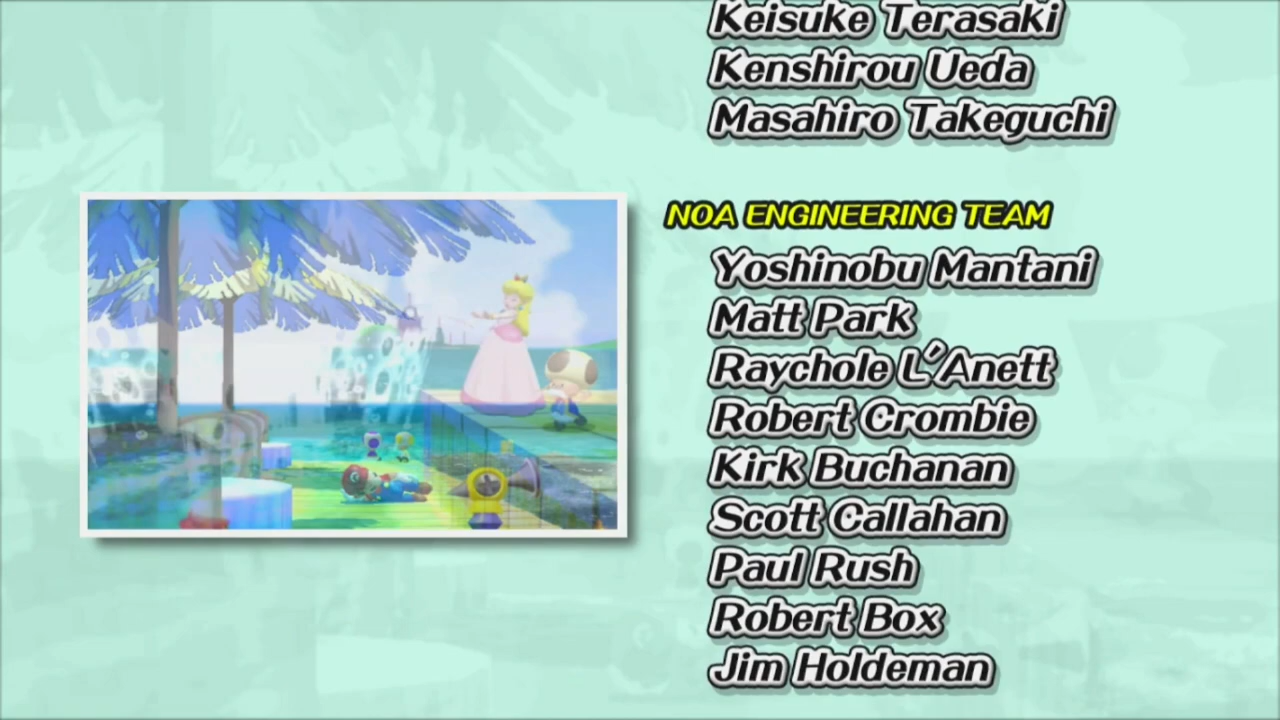 Keisuke Terasaki
Kenshirou Ueda
Masahiro Takeguchi
NOA ENGINEERING TEAM
Yoshinobu Mantani
Matt Park
Raychole L'Anett
Robert Crombie
Kirk Buchanan
Scott Callahan
Paul Rush
Robert Box
Jim Holdeman